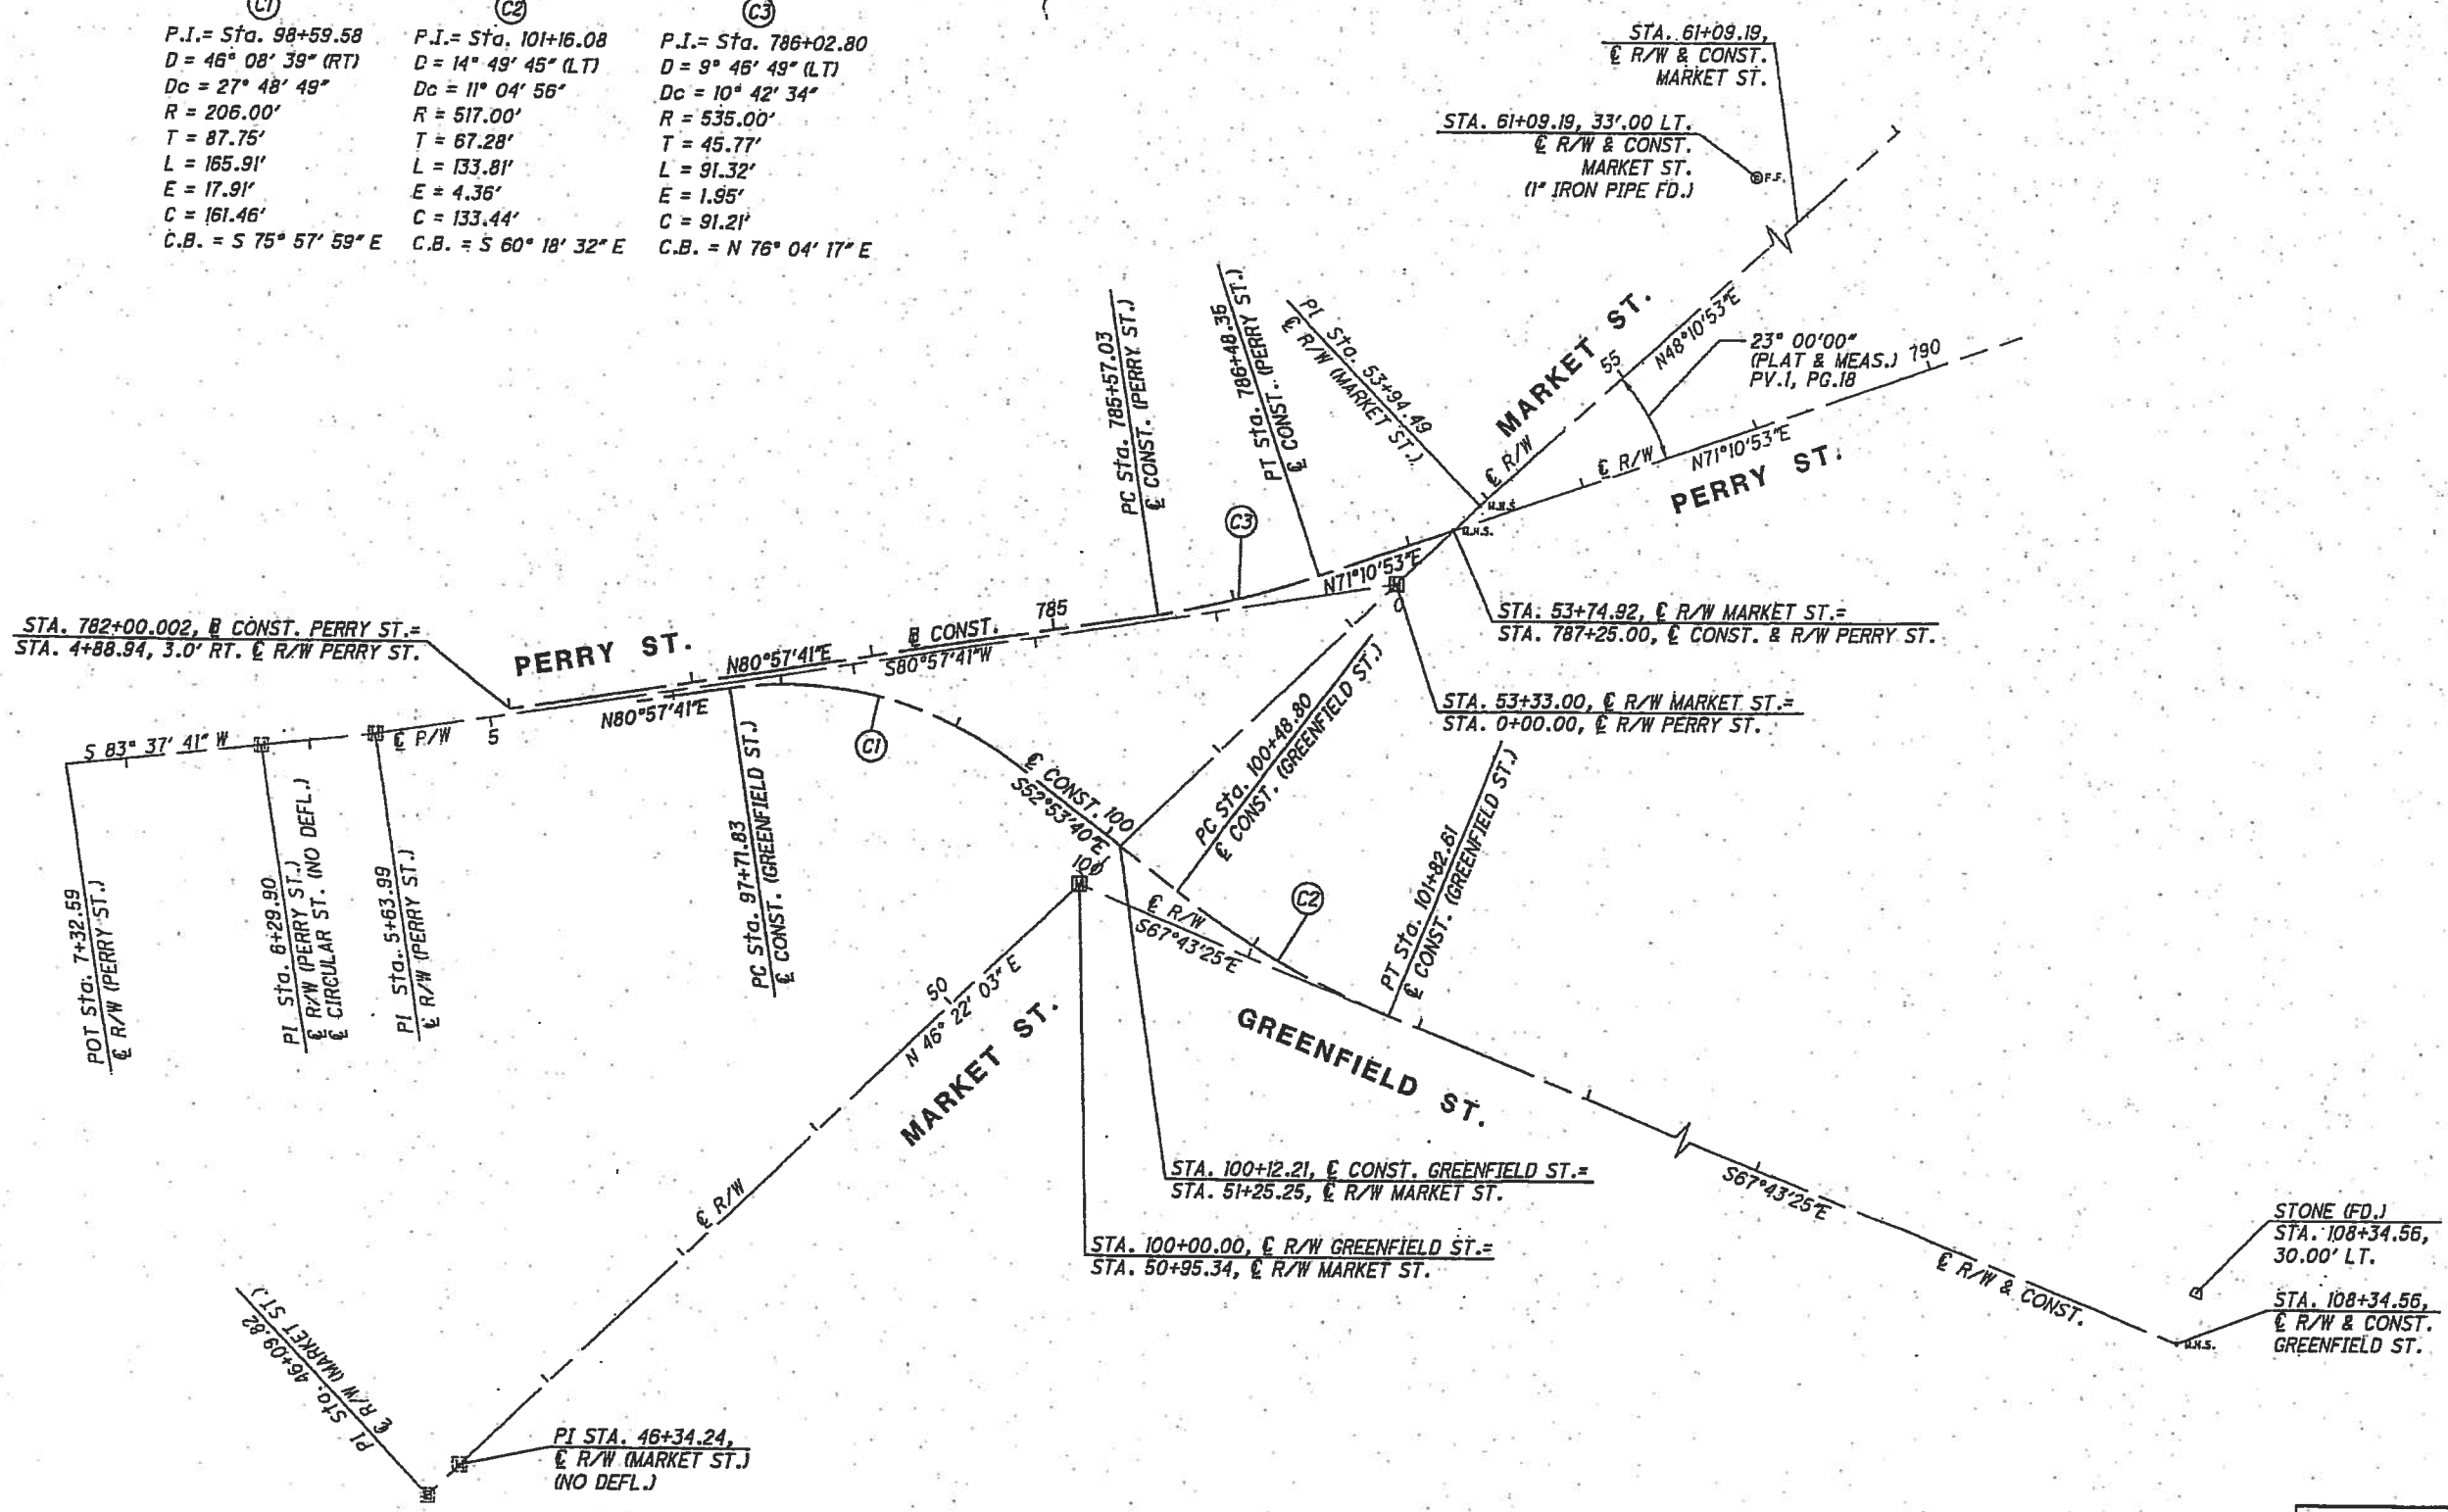 C1
P.I.= Sta. 98+59.58
D = 46° 08' 39" (RT)
Dc = 27° 48' 49"
R = 206.00'
T = 87.75'
L = 165.91'
E = 17.91'
C = 161.46'
C.B. = S 75° 57' 59" E
C2
P.I.= Sta. 101+16.08
D = 14° 49' 45" (LT)
Dc = 11° 04' 56"
R = 517.00'
T = 67.28'
L = 133.81'
E = 4.36'
C = 133.44'
C.B. = S 60° 18' 32" E
C3
P.I.= Sta. 786+02.80
D = 9° 46' 49" (LT)
Dc = 10° 42' 34"
R = 535.00'
T = 45.77'
L = 91.32'
E = 1.95'
C = 91.21'
C.B. = N 76° 04' 17" E
STA. 61+09.19,
℄ R/W & CONST.
MARKET ST.
STA. 61+09.19, 33'.00 LT.
℄ R/W & CONST.
MARKET ST.
(1" IRON PIPE FD.)
F.F.
PC Sta. 785+57.03
℄ CONST. (PERRY ST.)
PT Sta. 786+48.35
℄ CONST. (PERRY ST.)
PI Sta. 53+94.49
℄ R/W (MARKET ST.)
MARKET ST.
℄ R/W
55
N48°10'53"E
23° 00'00"
(PLAT & MEAS.)
PV.1, PG.18
790
℄ R/W
N71°10'53"E
PERRY ST.
M.N.S.
M.N.S.
C3
N71°10'53"E
0
STA. 53+74.92, ℄ R/W MARKET ST.=
STA. 787+25.00, ℄ CONST. & R/W PERRY ST.
STA. 53+33.00, ℄ R/W MARKET ST.=
STA. 0+00.00, ℄ R/W PERRY ST.
STA. 782+00.002, B CONST. PERRY ST.=
STA. 4+88.94, 3.0' RT. ℄ R/W PERRY ST.
PERRY ST.
N80°57'41"E
B CONST.
785
S80°57'41"W
N80°57'41"E
S 83° 37' 41" W
℄ R/W
5
POT Sta. 7+32.59
℄ R/W (PERRY ST.)
PI Sta. 6+29.90
℄ R/W (PERRY ST.)
℄ CIRCULAR ST. (NO DEFL.)
PI Sta. 5+63.99
℄ R/W (PERRY ST.)
PC Sta. 97+71.83
℄ CONST. (GREENFIELD ST.)
C1
℄ CONST.
100
S52°53'40"E
100
PC Sta. 100+48.80
℄ CONST. (GREENFIELD ST.)
C2
℄ R/W
S67°43'25"E
PT Sta. 101+82.61
℄ CONST. (GREENFIELD ST.)
GREENFIELD ST.
50
N 46° 22' 03" E
MARKET ST.
℄ R/W
STA. 100+12.21, ℄ CONST. GREENFIELD ST.=
STA. 51+25.25, ℄ R/W MARKET ST.
STA. 100+00.00, ℄ R/W GREENFIELD ST.=
STA. 50+95.34, ℄ R/W MARKET ST.
S67°43'25"E
℄ R/W & CONST.
STONE (FD.)
STA. 108+34.56,
30.00' LT.
STA. 108+34.56,
℄ R/W & CONST.
GREENFIELD ST.
M.N.S.
PI Sta. 46+09.82
℄ R/W (MARKET ST.)
PI STA. 46+34.24,
℄ R/W (MARKET ST.)
(NO DEFL.)